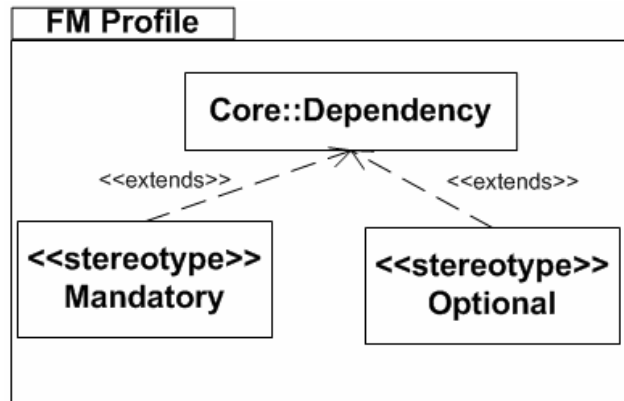 FM Profile
Core::Dependency
<<extends>>
<<extends>>
<<stereotype>>
Mandatory
<<stereotype>>
Optional